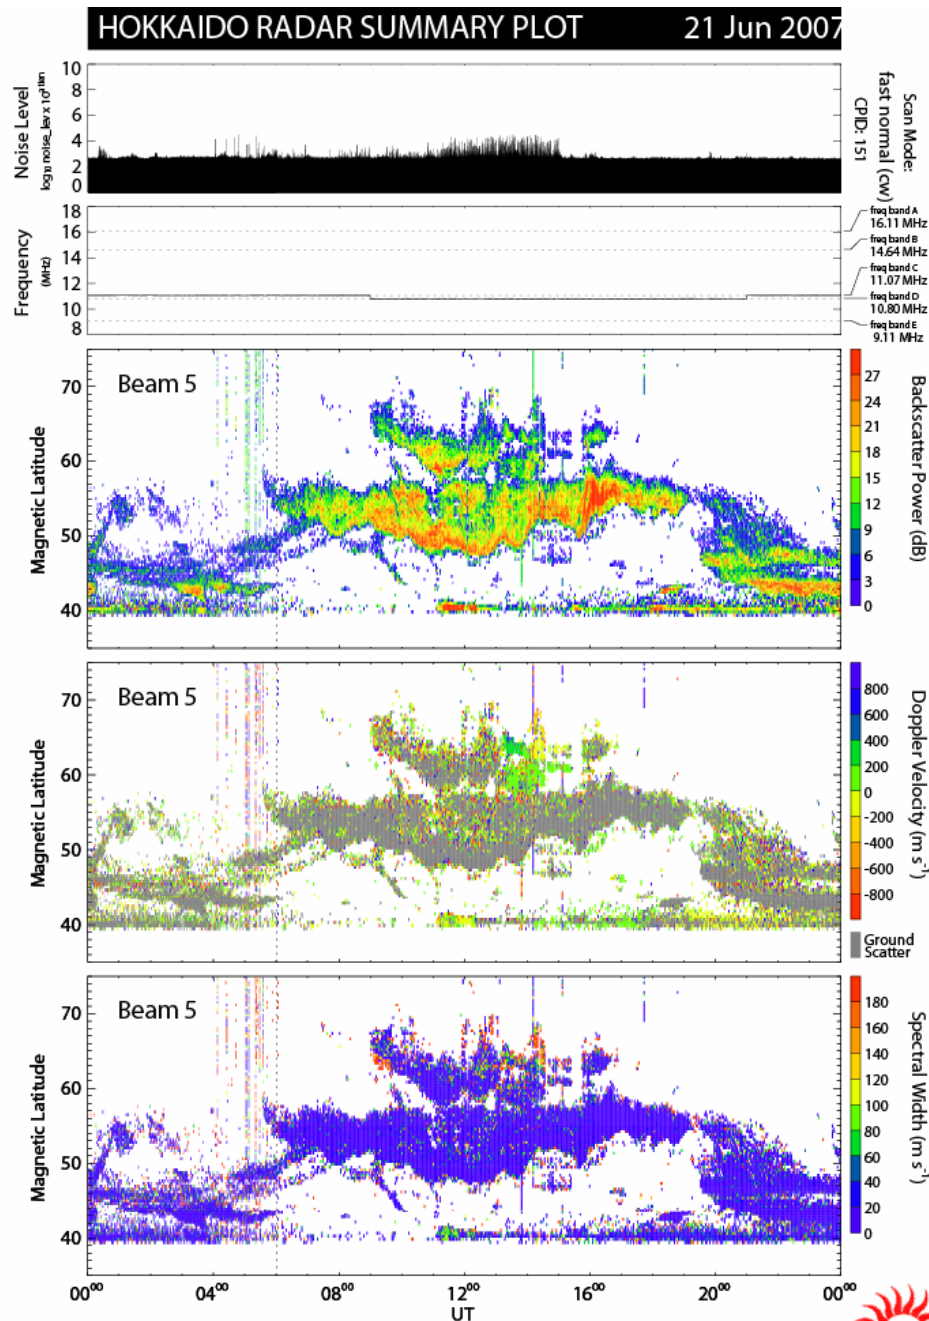 HOKKAIDO RADAR SUMMARY PLOT 21 Jun 2007
Scan Mode:
fast normal (cw)
CPID: 151
Noise Level
10
8
6
4
2
0
Frequency
(MHz)
18
16
14
12
10
8
freq band A
16.11 MHz
freq band B
14.64 MHz
freq band C
11.07 MHz
freq band D
10.80 MHz
freq band E
9.11 MHz
Beam 5
Magnetic Latitude
70
60
50
40
27
24
21
18
15
12
9
6
3
0
Backscatter Power (dB)
Beam 5
Magnetic Latitude
70
60
50
40
800
600
400
200
0
-200
-400
-600
-800
Doppler Velocity (m s⁻¹)
Ground
Scatter
Beam 5
Magnetic Latitude
70
60
50
40
180
160
140
120
100
80
60
40
20
0
Spectral Width (m s⁻¹)
00⁰⁰ 04⁰⁰ 08⁰⁰ 12⁰⁰ 16⁰⁰ 20⁰⁰ 00⁰⁰
UT